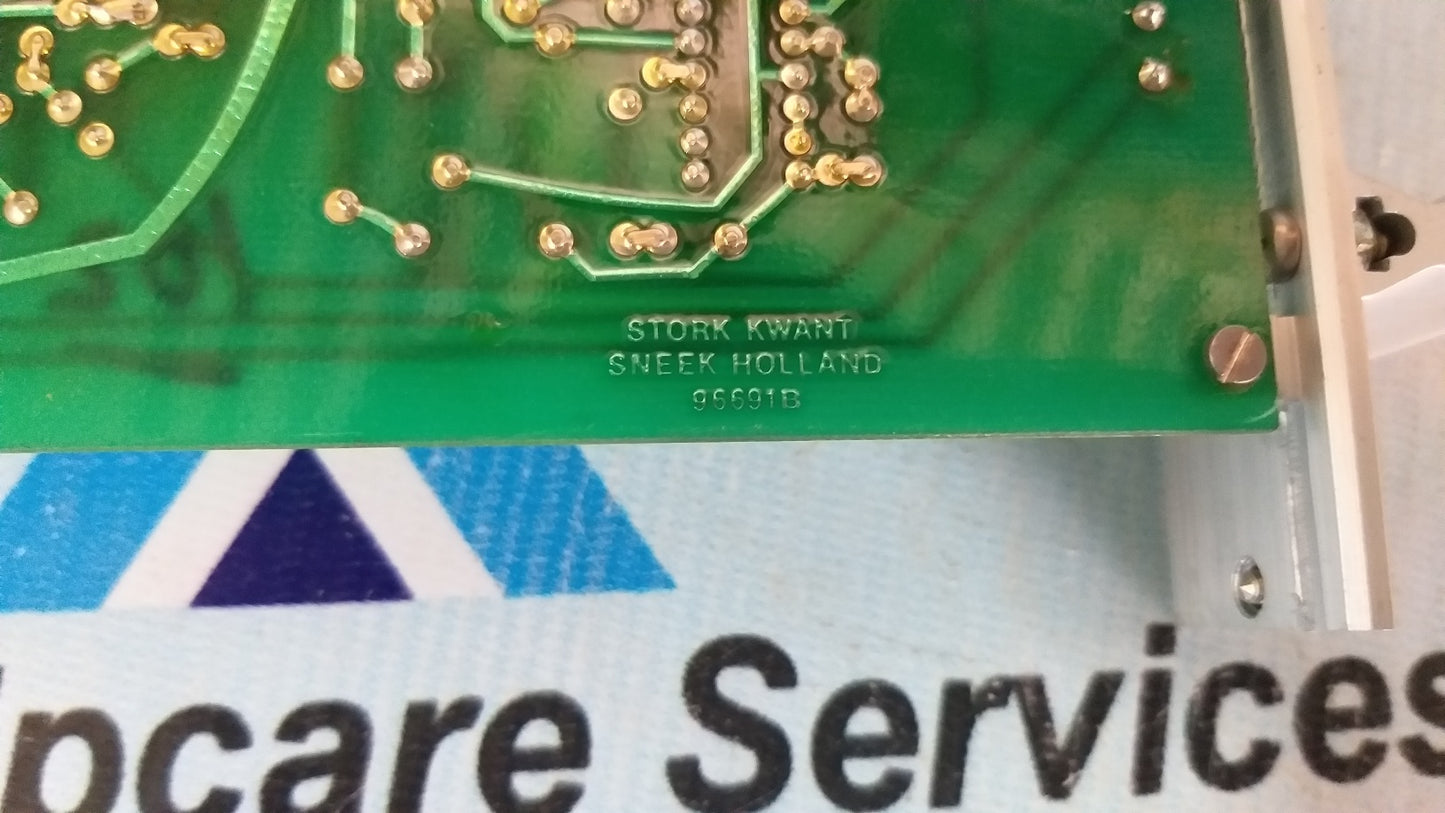 STORK KWANT
SNEEK HOLLAND
96691B
pcare Services